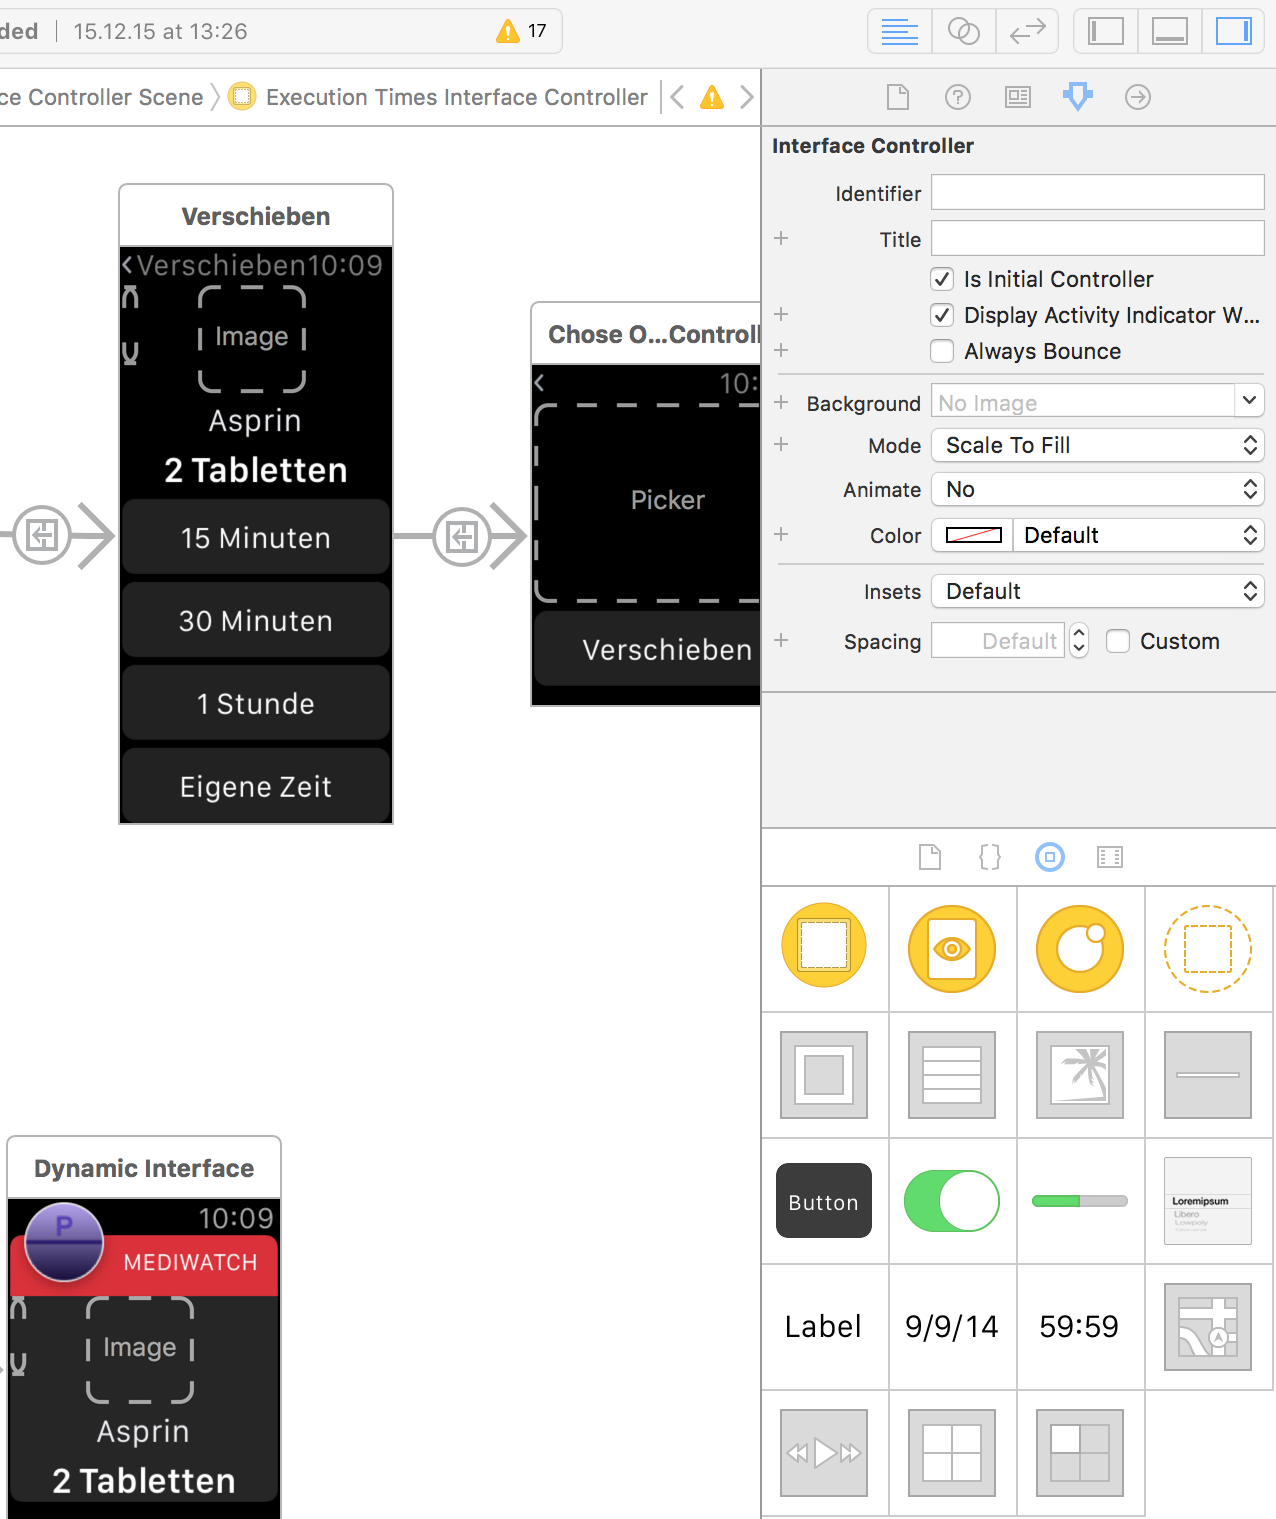 ded | 15.12.15 at 13:26
17
ce Controller Scene
Execution Times Interface Controller
Interface Controller
Identifier
Title
Is Initial Controller
Display Activity Indicator W...
Always Bounce
Background
No Image
Mode
Scale To Fill
Animate
No
Color
Default
Insets
Default
Spacing
Default
Custom
Verschieben
Verschieben10:09
Image
Asprin
2 Tabletten
15 Minuten
30 Minuten
1 Stunde
Eigene Zeit
Chose O...Controll
10:
Picker
Verschieben
Dynamic Interface
10:09
P
MEDIWATCH
Image
Asprin
2 Tabletten
Button
Loremipsum
Libero
Lowpoly
Label
9/9/14
59:59